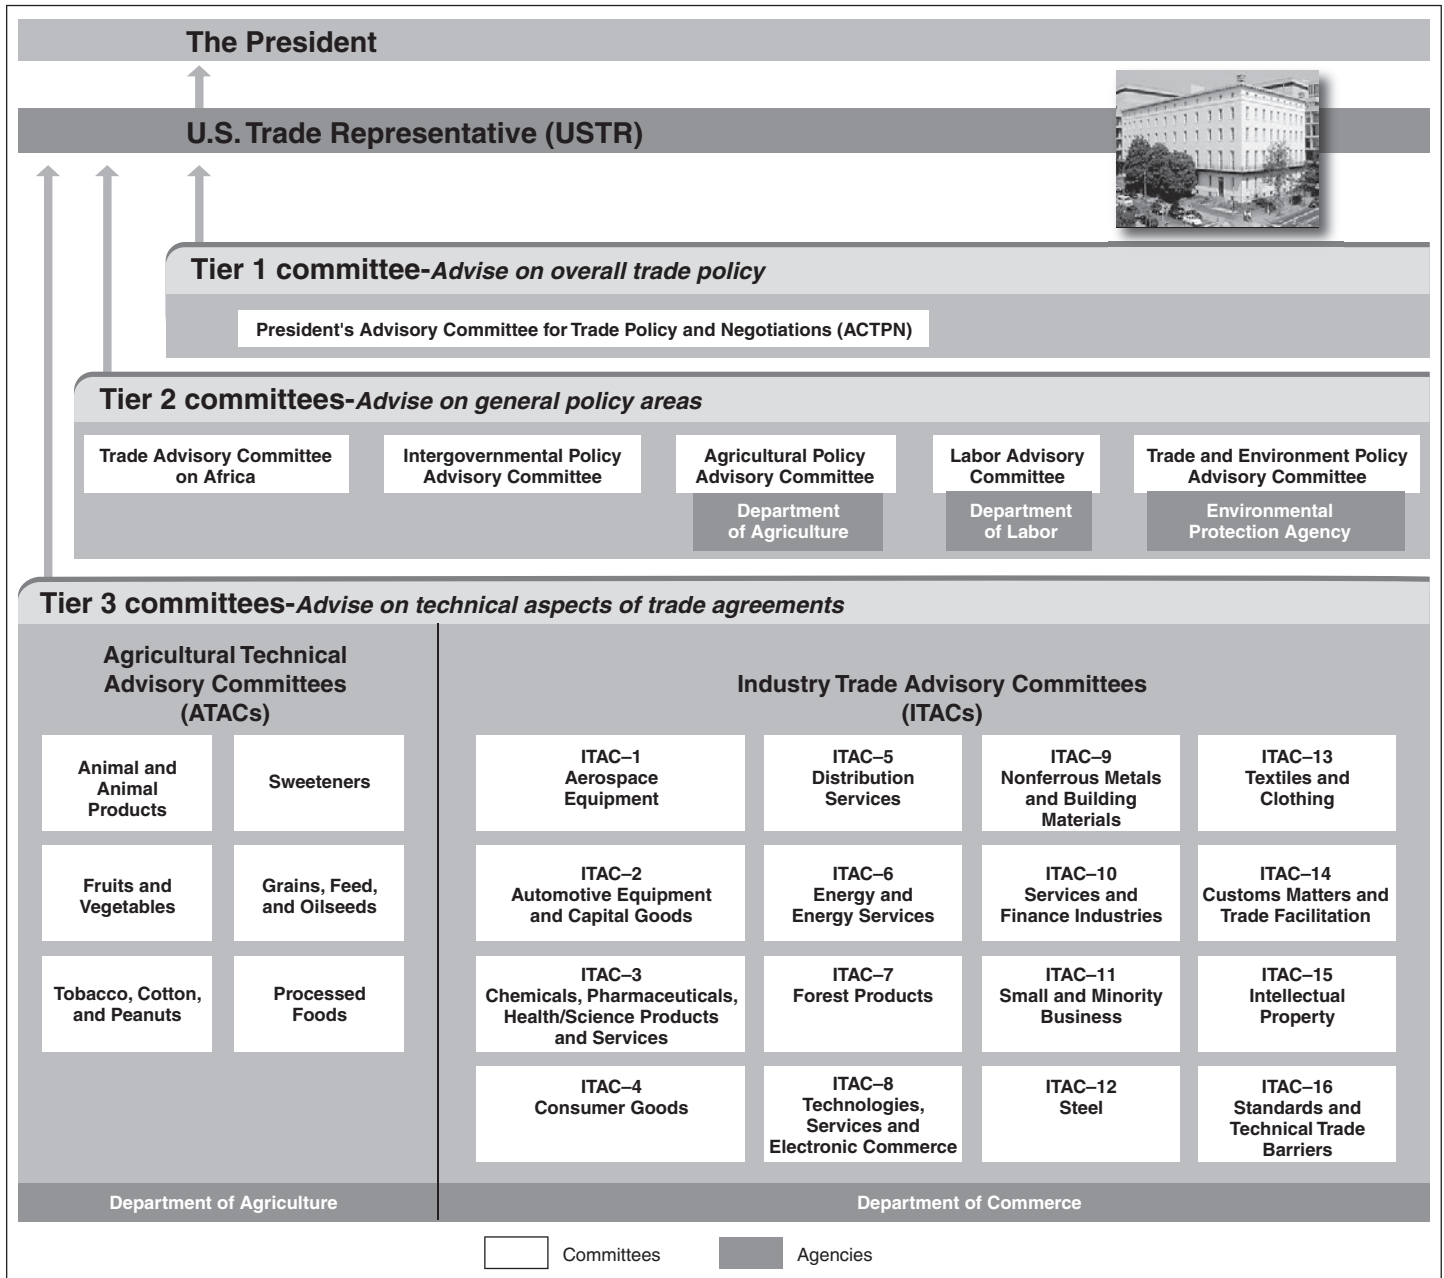 The President
U.S. Trade Representative (USTR)
Tier 1 committee-Advise on overall trade policy
President's Advisory Committee for Trade Policy and Negotiations (ACTPN)
Tier 2 committees-Advise on general policy areas
Trade Advisory Committee
on Africa
Intergovernmental Policy
Advisory Committee
Agricultural Policy
Advisory Committee
Department
of Agriculture
Labor Advisory
Committee
Department
of Labor
Trade and Environment Policy
Advisory Committee
Environmental
Protection Agency
Tier 3 committees-Advise on technical aspects of trade agreements
Agricultural Technical
Advisory Committees
(ATACs)
Animal and
Animal
Products
Sweeteners
Fruits and
Vegetables
Grains, Feed,
and Oilseeds
Tobacco, Cotton,
and Peanuts
Processed
Foods
Department of Agriculture
Industry Trade Advisory Committees
(ITACs)
ITAC–1
Aerospace
Equipment
ITAC–5
Distribution
Services
ITAC–9
Nonferrous Metals
and Building
Materials
ITAC–13
Textiles and
Clothing
ITAC–2
Automotive Equipment
and Capital Goods
ITAC–6
Energy and
Energy Services
ITAC–10
Services and
Finance Industries
ITAC–14
Customs Matters and
Trade Facilitation
ITAC–3
Chemicals, Pharmaceuticals,
Health/Science Products
and Services
ITAC–7
Forest Products
ITAC–11
Small and Minority
Business
ITAC–15
Intellectual
Property
ITAC–4
Consumer Goods
ITAC–8
Technologies,
Services and
Electronic Commerce
ITAC–12
Steel
ITAC–16
Standards and
Technical Trade
Barriers
Department of Commerce
Committees
Agencies